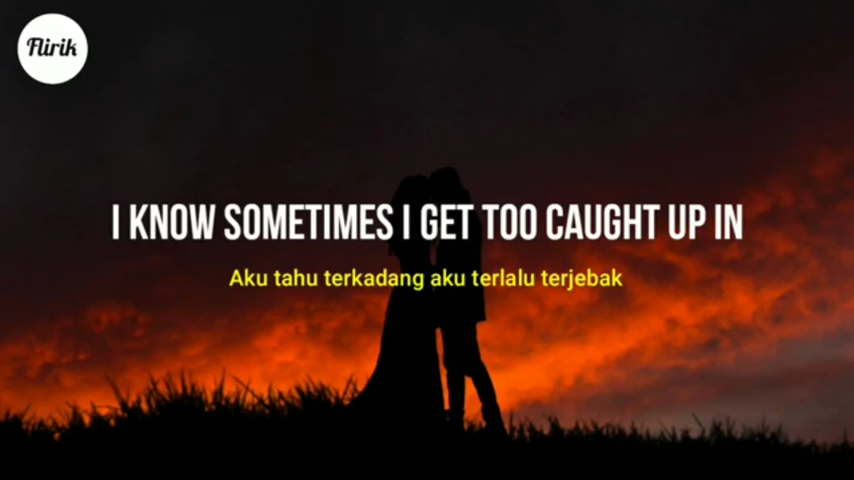 Flirik
I KNOW SOMETIMES I GET TOO CAUGHT UP IN
Aku tahu terkadang aku terlalu terjebak